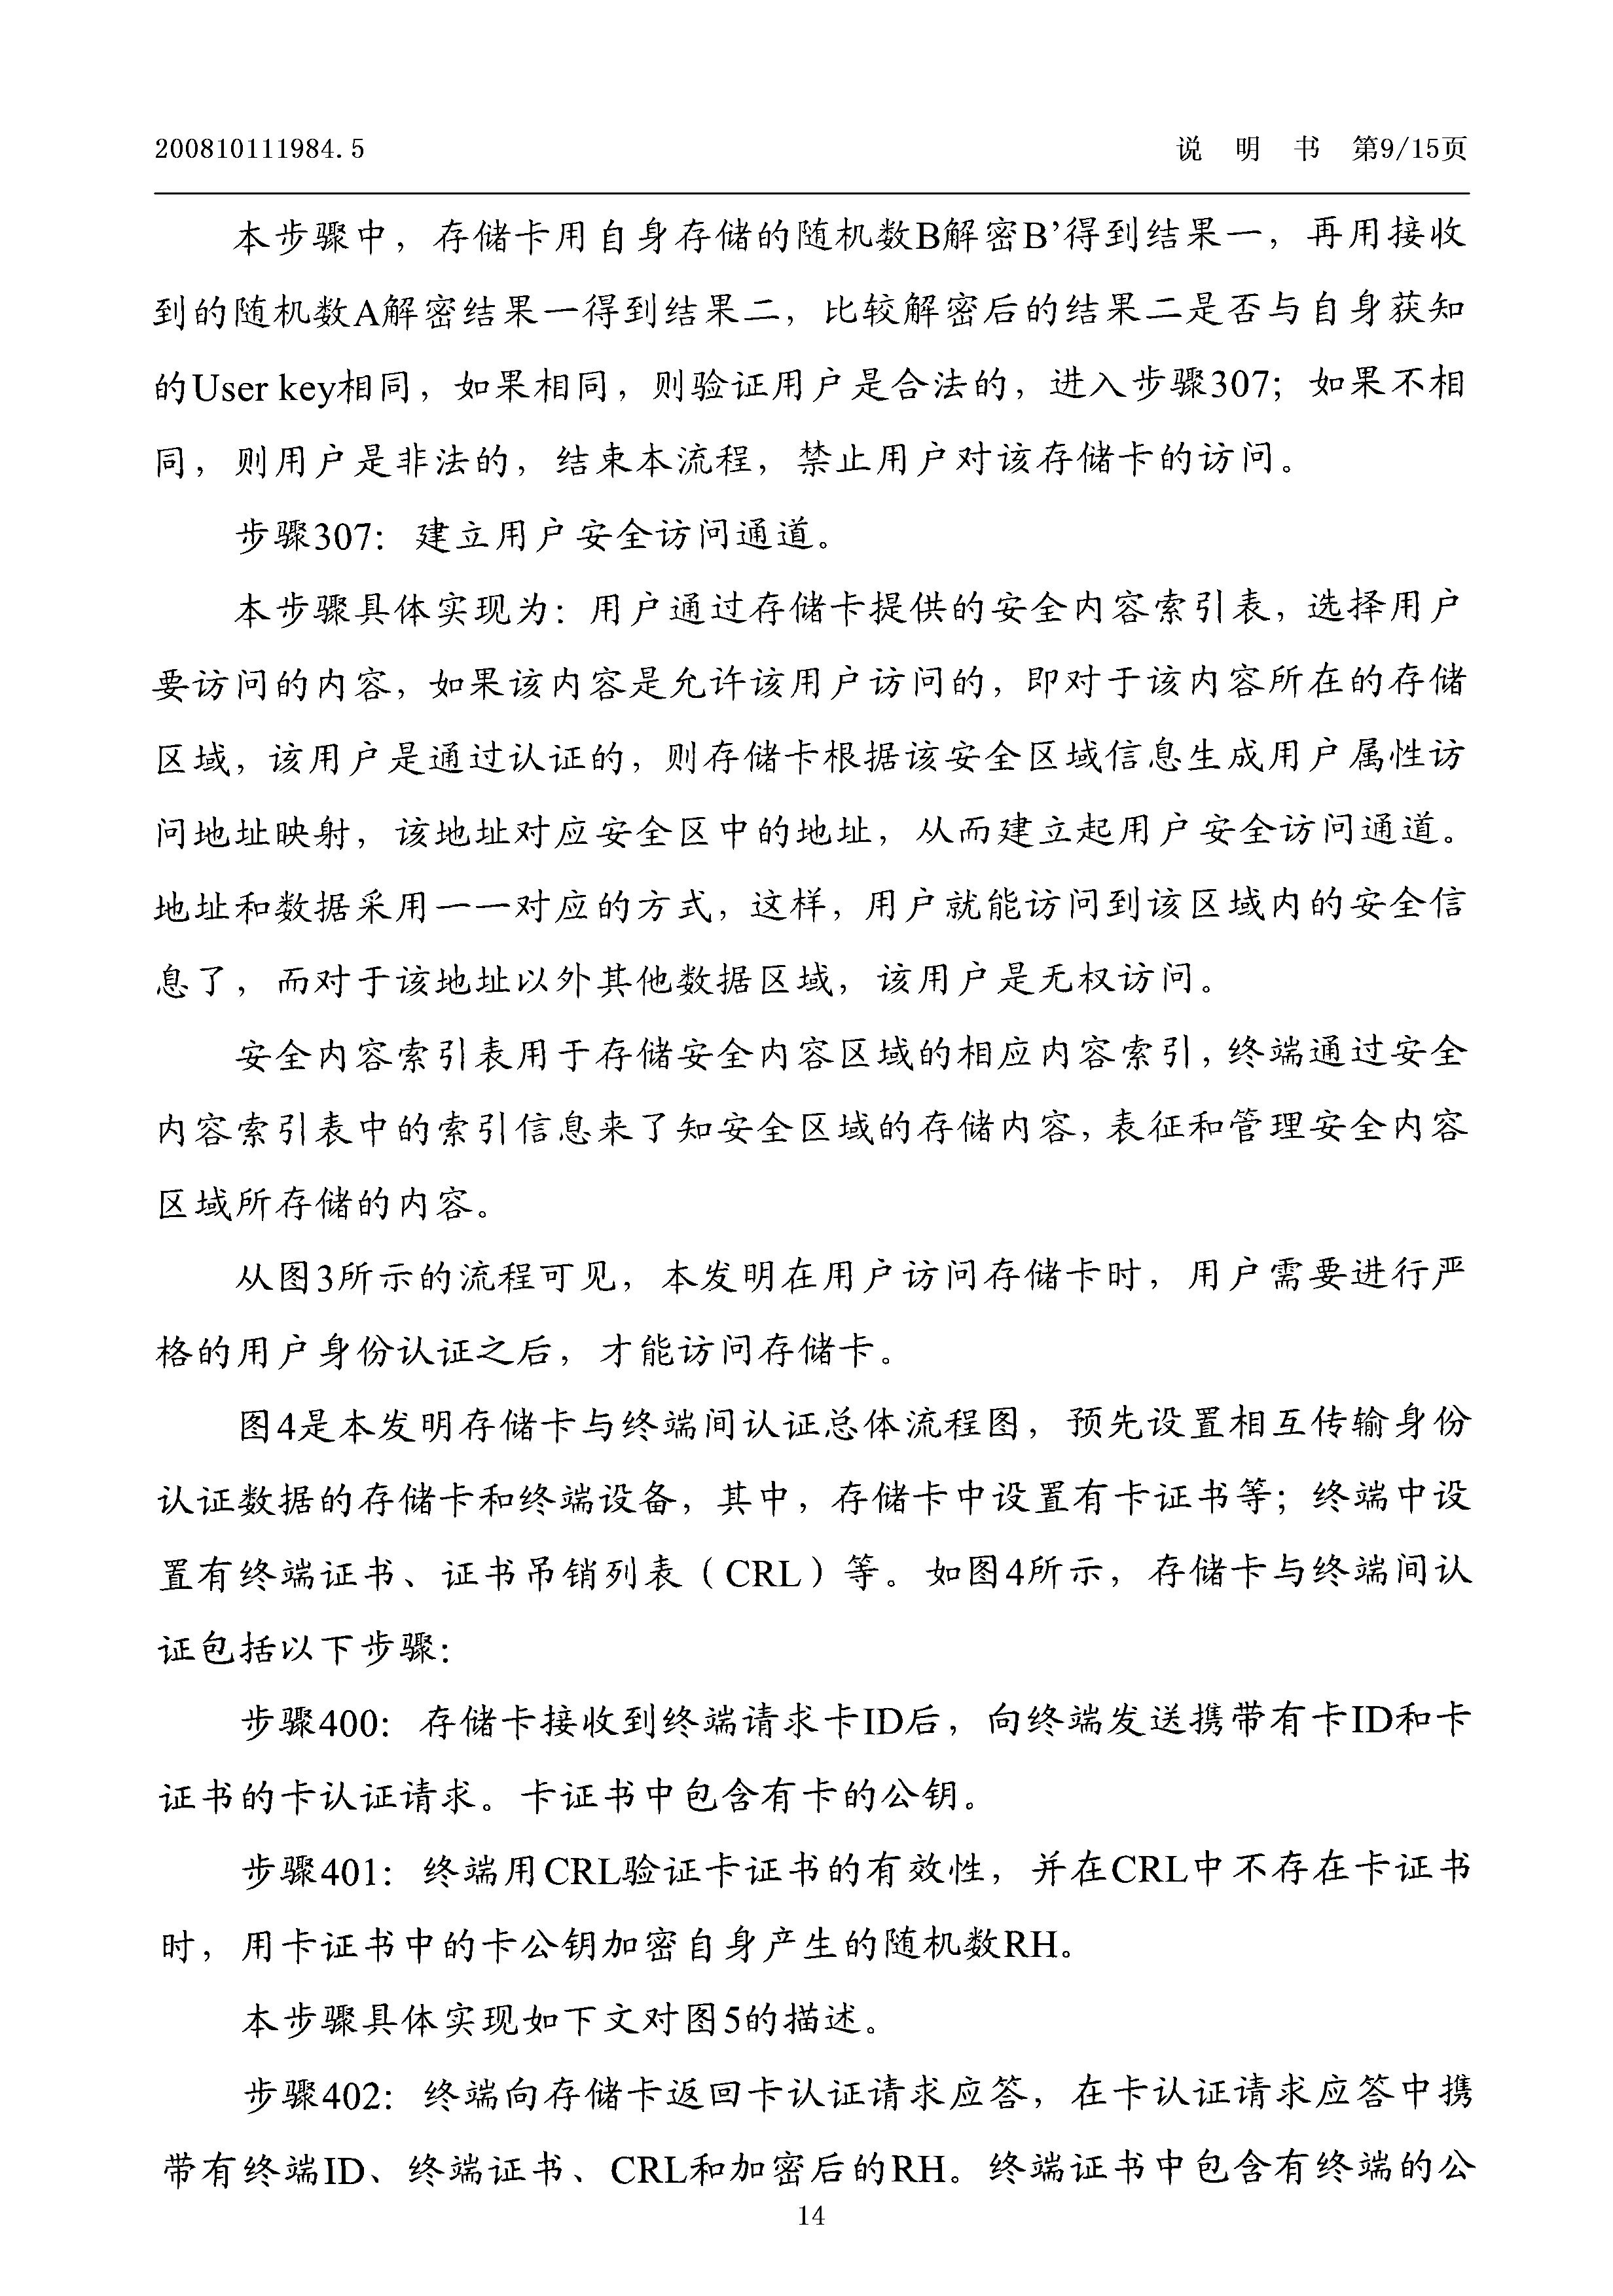 200810111984.5
说 明 书 第9/15页
本步骤中，存储卡用自身存储的随机数B解密B’得到结果一，再用接收
到的随机数A解密结果一得到结果二，比较解密后的结果二是否与自身获知
的User key相同，如果相同，则验证用户是合法的，进入步骤307；如果不相
同，则用户是非法的，结束本流程，禁止用户对该存储卡的访问。
步骤307：建立用户安全访问通道。
本步骤具体实现为：用户通过存储卡提供的安全内容索引表，选择用户
要访问的内容，如果该内容是允许该用户访问的，即对于该内容所在的存储
区域，该用户是通过认证的，则存储卡根据该安全区域信息生成用户属性访
问地址映射，该地址对应安全区中的地址，从而建立起用户安全访问通道。
地址和数据采用一一对应的方式，这样，用户就能访问到该区域内的安全信
息了，而对于该地址以外其他数据区域，该用户是无权访问。
安全内容索引表用于存储安全内容区域的相应内容索引，终端通过安全
内容索引表中的索引信息来了知安全区域的存储内容，表征和管理安全内容
区域所存储的内容。
从图3所示的流程可见，本发明在用户访问存储卡时，用户需要进行严
格的用户身份认证之后，才能访问存储卡。
图4是本发明存储卡与终端间认证总体流程图，预先设置相互传输身份
认证数据的存储卡和终端设备，其中，存储卡中设置有卡证书等；终端中设
置有终端证书、证书吊销列表（CRL）等。如图4所示，存储卡与终端间认
证包括以下步骤：
步骤400：存储卡接收到终端请求卡ID后，向终端发送携带有卡ID和卡
证书的卡认证请求。卡证书中包含有卡的公钥。
步骤401：终端用CRL验证卡证书的有效性，并在CRL中不存在卡证书
时，用卡证书中的卡公钥加密自身产生的随机数RH。
本步骤具体实现如下文对图5的描述。
步骤402：终端向存储卡返回卡认证请求应答，在卡认证请求应答中携
带有终端ID、终端证书、CRL和加密后的RH。终端证书中包含有终端的公
14